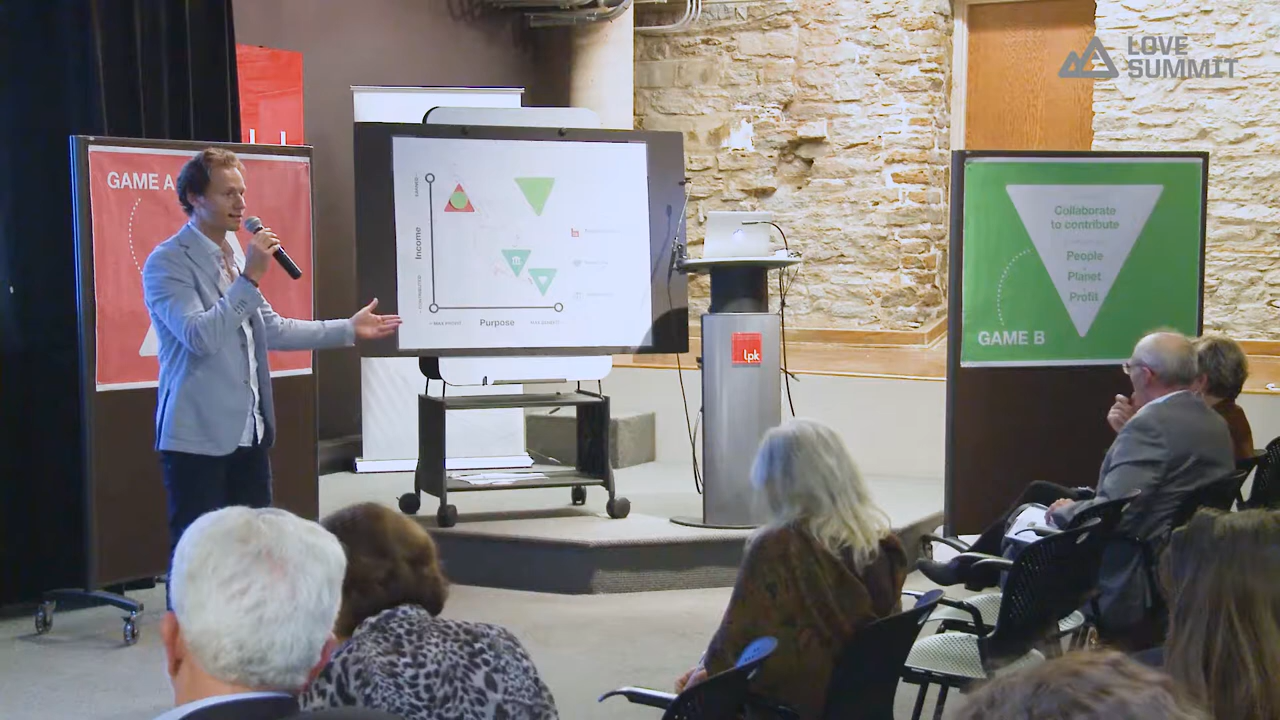 LOVE
SUMMIT
GAME A
Income
Purpose
lpk
Collaborate
to contribute
People
Planet
Profit
GAME B